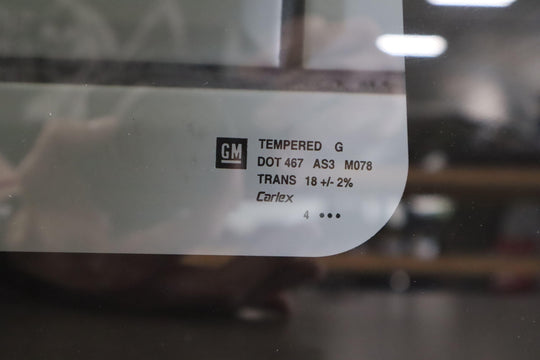 GM
TEMPERED G
DOT 467 AS3 M078
TRANS 18 +/- 2%
Carlex
4 •••